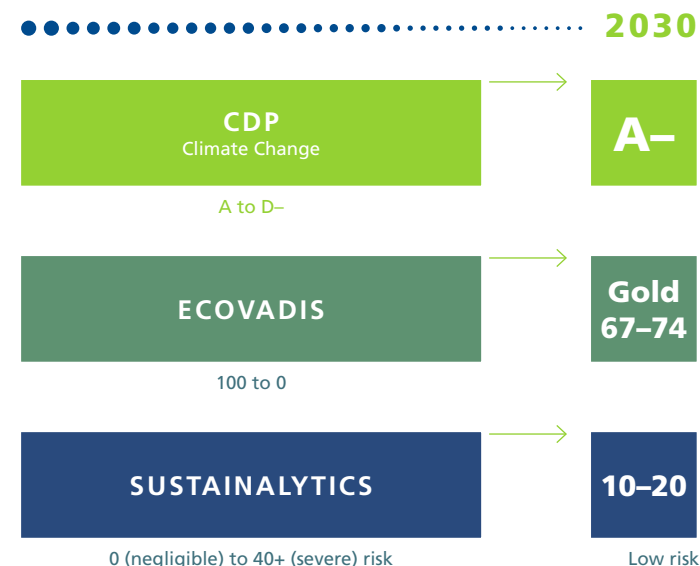 2030
CDP
Climate Change
A–
A to D–
ECOVADIS
Gold
67–74
100 to 0
SUSTAINALYTICS
10–20
0 (negligible) to 40+ (severe) risk
Low risk